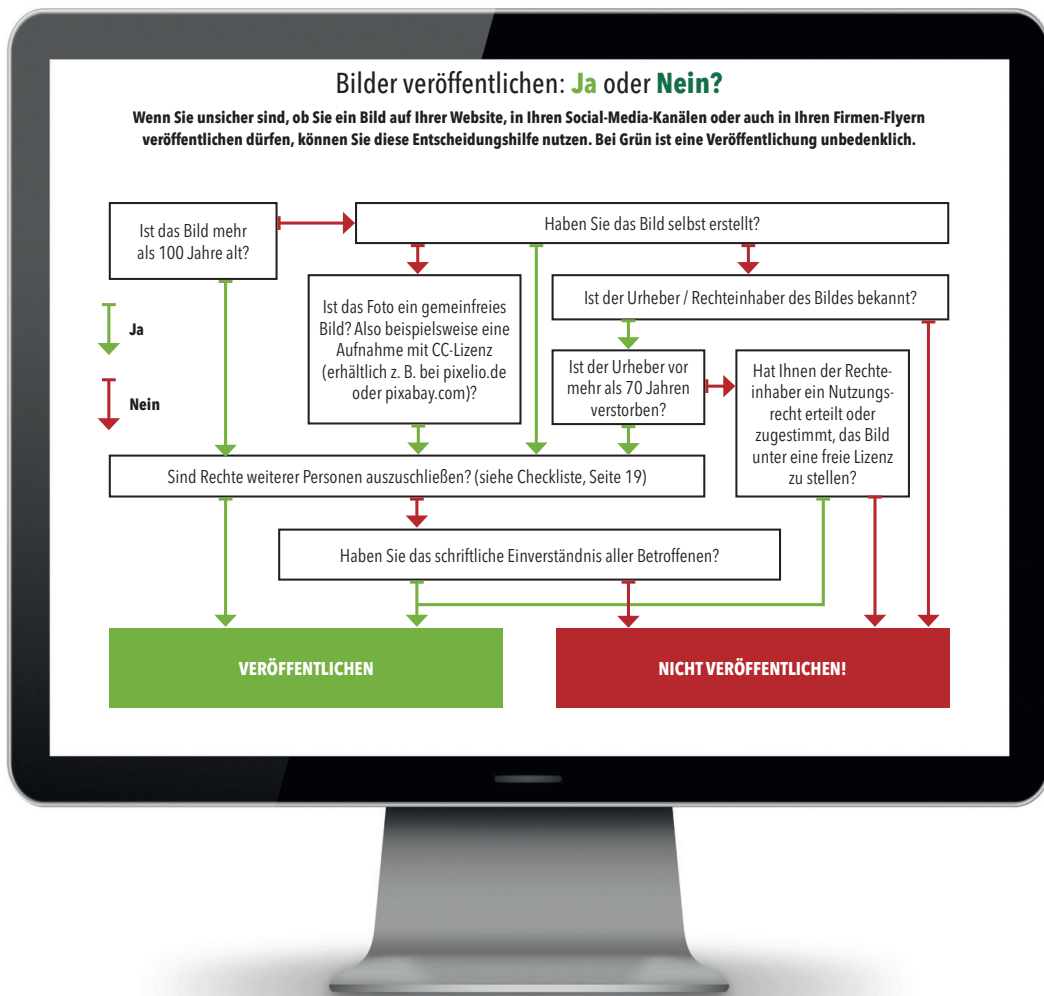 Bilder veröffentlichen: Ja oder Nein?
Wenn Sie unsicher sind, ob Sie ein Bild auf Ihrer Website, in Ihren Social-Media-Kanälen oder auch in Ihren Firmen-Flyern
veröffentlichen dürfen, können Sie diese Entscheidungshilfe nutzen. Bei Grün ist eine Veröffentlichung unbedenklich.
Ist das Bild mehr
als 100 Jahre alt?
Haben Sie das Bild selbst erstellt?
Ja
Nein
Ist das Foto ein gemeinfreies
Bild? Also beispielsweise eine
Aufnahme mit CC-Lizenz
(erhältlich z. B. bei pixelio.de
oder pixabay.com)?
Ist der Urheber / Rechteinhaber des Bildes bekannt?
Ist der Urheber vor
mehr als 70 Jahren
verstorben?
Hat Ihnen der Rechte-
inhaber ein Nutzungs-
recht erteilt oder
zugestimmt, das Bild
unter eine freie Lizenz
zu stellen?
Sind Rechte weiterer Personen auszuschließen? (siehe Checkliste, Seite 19)
Haben Sie das schriftliche Einverständnis aller Betroffenen?
VERÖFFENTLICHEN
NICHT VERÖFFENTLICHEN!